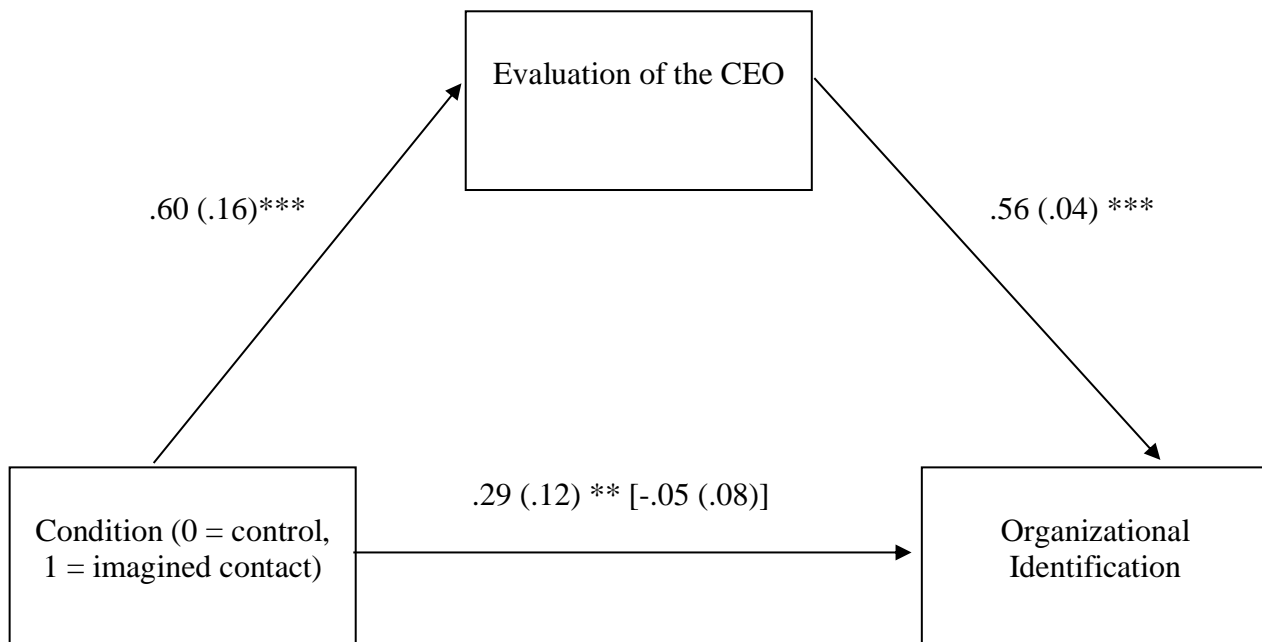 Evaluation of the CEO
.60 (.16)***
.56 (.04) ***
.29 (.12) ** [-.05 (.08)]
Condition (0 = control,
1 = imagined contact)
Organizational
Identification